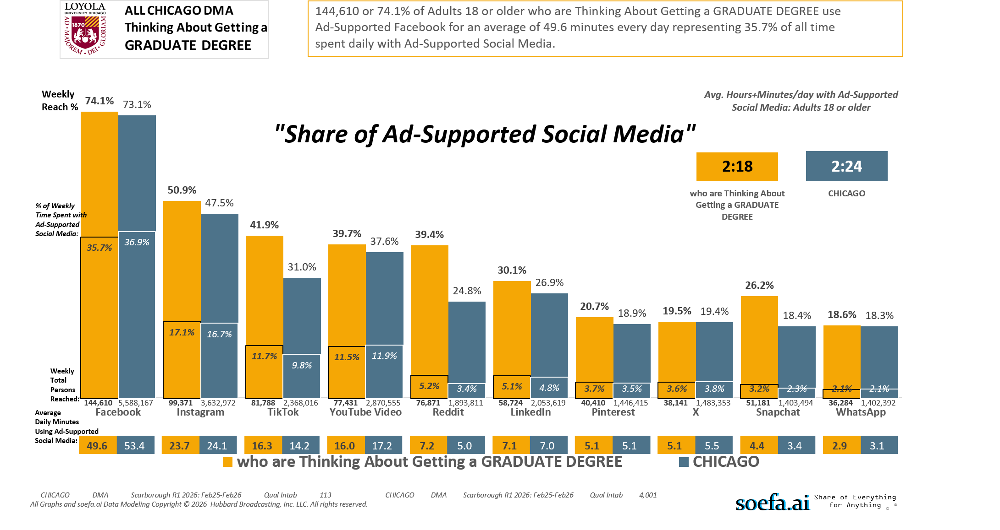 LOYOLA
UNIVERSITY CHICAGO
1870
AD • MAJOREM • DEI • GLORIAM
ALL CHICAGO DMA
Thinking About Getting a
GRADUATE DEGREE
144,610 or 74.1% of Adults 18 or older who are Thinking About Getting a GRADUATE DEGREE use
Ad-Supported Facebook for an average of 49.6 minutes every day representing 35.7% of all time
spent daily with Ad-Supported Social Media.
Weekly
Reach %
Avg. Hours+Minutes/day with Ad-Supported
Social Media: Adults 18 or older
"Share of Ad-Supported Social Media"
2:18 2:24
who are Thinking About
Getting a GRADUATE
DEGREE
CHICAGO
74.1% 73.1% 50.9% 47.5% 41.9% 31.0% 39.7% 37.6% 39.4% 24.8% 30.1% 26.9% 20.7% 18.9% 19.5% 19.4% 26.2% 18.4% 18.6% 18.3%
% of Weekly
Time Spent with
Ad-Supported
Social Media:
35.7% 36.9% 17.1% 16.7% 11.7% 9.8% 11.5% 11.9% 5.2% 3.4% 5.1% 4.8% 3.7% 3.5% 3.6% 3.8% 3.2% 2.3% 2.1% 2.1%
Weekly
Total
Persons
Reached:
144,610 5,588,167 99,371 3,632,972 81,788 2,368,016 77,431 2,870,555 76,871 1,893,811 58,724 2,053,619 40,410 1,446,415 38,141 1,483,353 51,181 1,403,494 36,284 1,402,392
Facebook Instagram TikTok YouTube Video Reddit LinkedIn Pinterest X Snapchat WhatsApp
Average
Daily Minutes
Using Ad-Supported
Social Media:
49.6 53.4 23.7 24.1 16.3 14.2 16.0 17.2 7.2 5.0 7.1 7.0 5.1 5.1 5.1 5.5 4.4 3.4 2.9 3.1
who are Thinking About Getting a GRADUATE DEGREE CHICAGO
CHICAGO DMA Scarborough R1 2026: Feb25-Feb26 Qual Intab 113 CHICAGO DMA Scarborough R1 2026: Feb25-Feb26 Qual Intab 4,001
All Graphs and soefa.ai Data Modeling Copyright © 2026 Hubbard Broadcasting, Inc. LLC. All rights reserved.
soefa.ai
Share of Everything
for Anything © ©